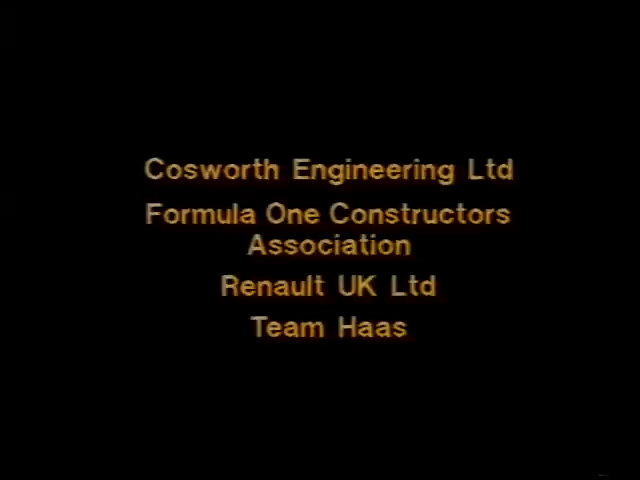 Cosworth Engineering Ltd
Formula One Constructors
Association
Renault UK Ltd
Team Haas